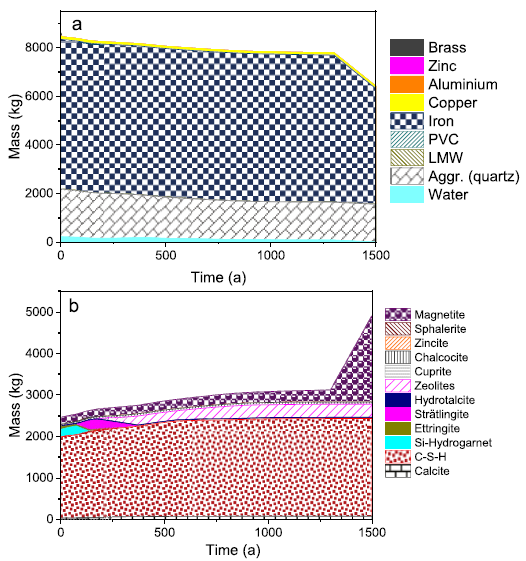 a
8000
6000
4000
2000
0
Mass (kg)
0
500
1000
1500
Time (a)
Brass
Zinc
Aluminium
Copper
Iron
PVC
LMW
Aggr. (quartz)
Water
b
5000
4000
3000
2000
1000
0
Mass (kg)
0
500
1000
1500
Time (a)
Magnetite
Sphalerite
Zincite
Chalcocite
Cuprite
Zeolites
Hydrotalcite
Strätlingite
Ettringite
Si-Hydrogarnet
C-S-H
Calcite